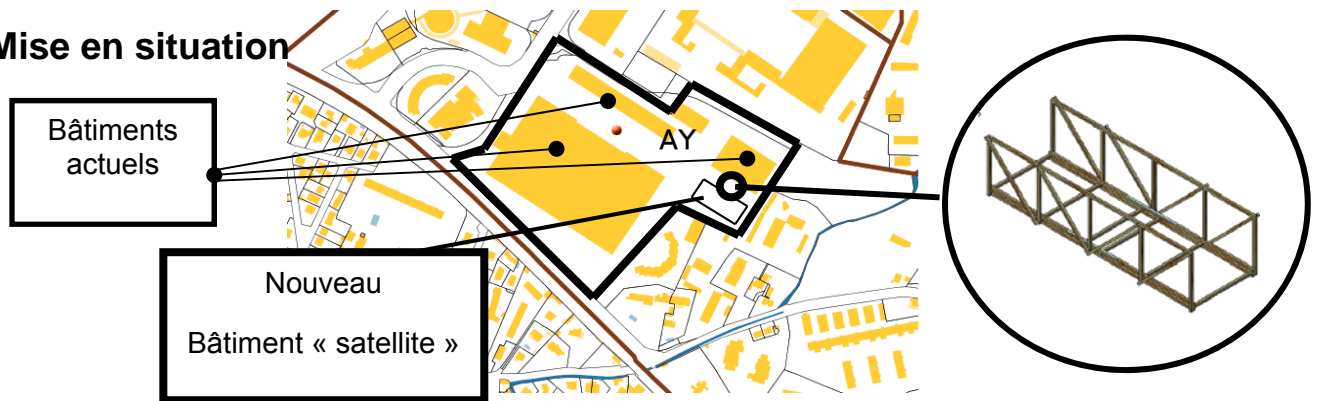 Mise en situation
Bâtiments
actuels
AY
Nouveau
Bâtiment « satellite »